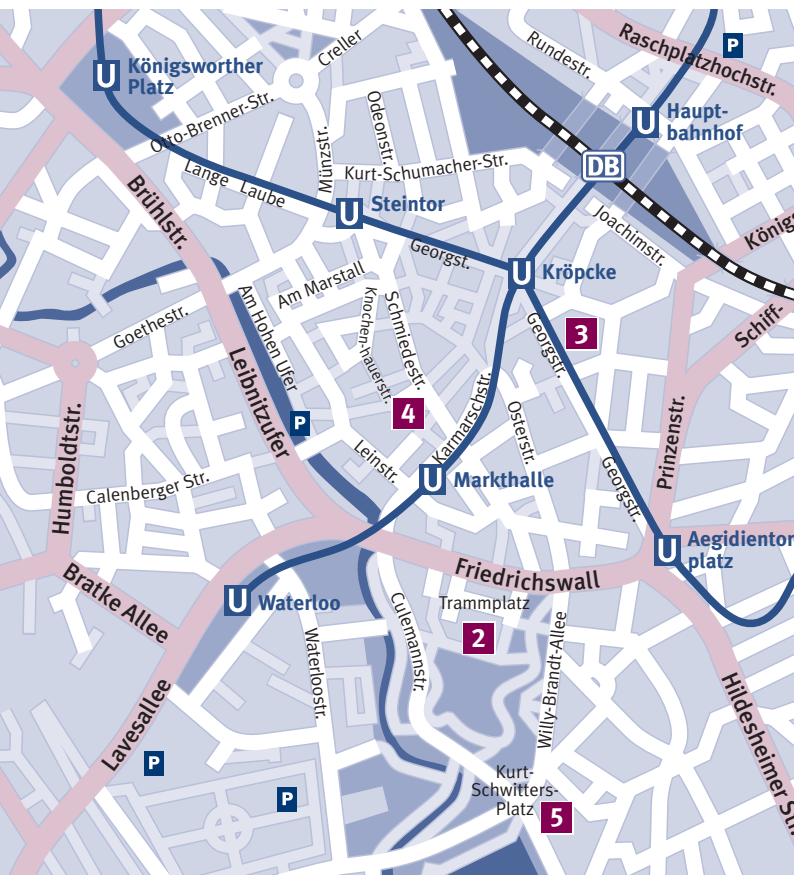 Creller
Rundestr.
Raschplatzhochstr.
P
U
Königsworther
Platz
Otto-Brenner-Str.
Odeonstr.
Münzstr.
Kurt-Schumacher-Str.
U
Haupt-
bahnhof
DB
Lange Laube
U
Steintor
Brühlstr.
Joachimstr.
Königs
Georgst.
U
Kröpcke
Am Marstall
Goethestr.
Am Hohen Ufer
Knochen-hauerstr.
Schmiedestr.
Georgstr.
3
Schiff-
Leibnitzufer
P
4
Karmarschstr.
Osterstr.
Prinzenstr.
Humboldtstr.
Leinstr.
Calenberger Str.
U
Markthalle
Georgstr.
U
Aegidientor
platz
Friedrichswall
Bratke Allee
U
Waterloo
Culemannstr.
Trammplatz
2
Willy-Brandt-Allee
Waterloostr.
Lavesallee
Hildesheimer Str.
P
P
Kurt-
Schwitters-
Platz
5